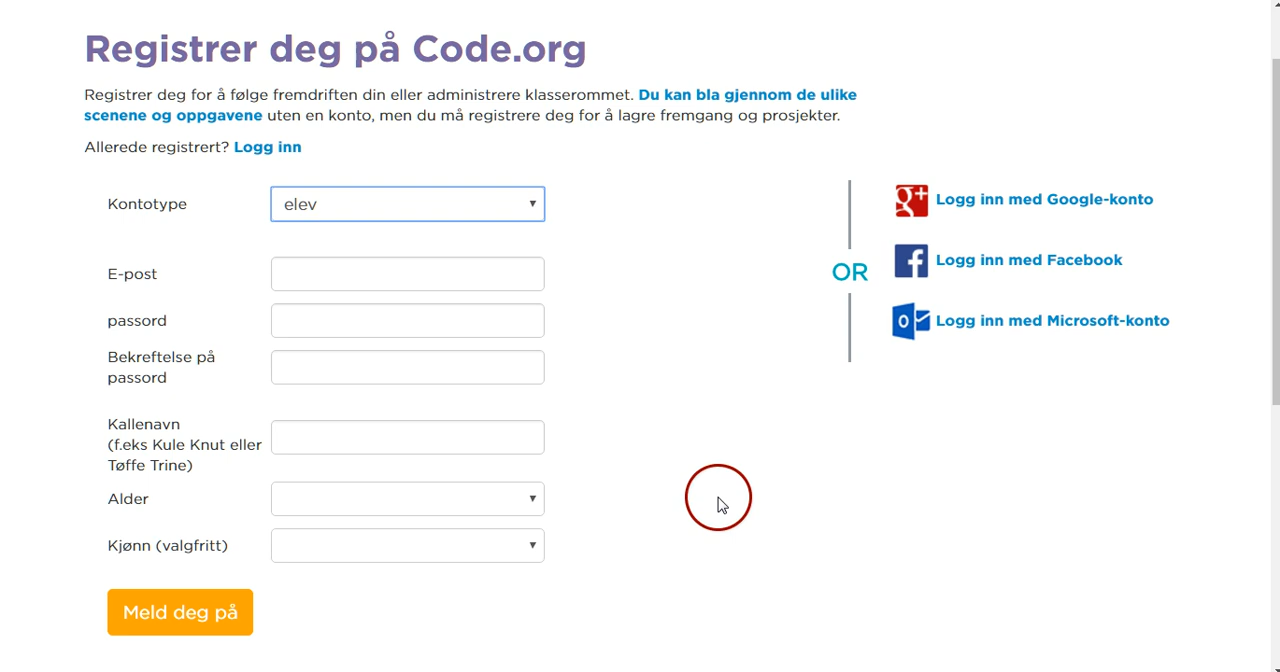 Registrer deg på Code.org
Registrer deg for å følge fremdriften din eller administrere klasserommet. Du kan bla gjennom de ulike
scenene og oppgavene uten en konto, men du må registrere deg for å lagre fremgang og prosjekter.
Allerede registrert? Logg inn
Kontotype
elev
E-post
passord
Bekreftelse på
passord
Kallenavn
(f.eks Kule Knut eller
Tøffe Trine)
Alder
Kjønn (valgfritt)
Meld deg på
OR
g+ Logg inn med Google-konto
f Logg inn med Facebook
o Logg inn med Microsoft-konto